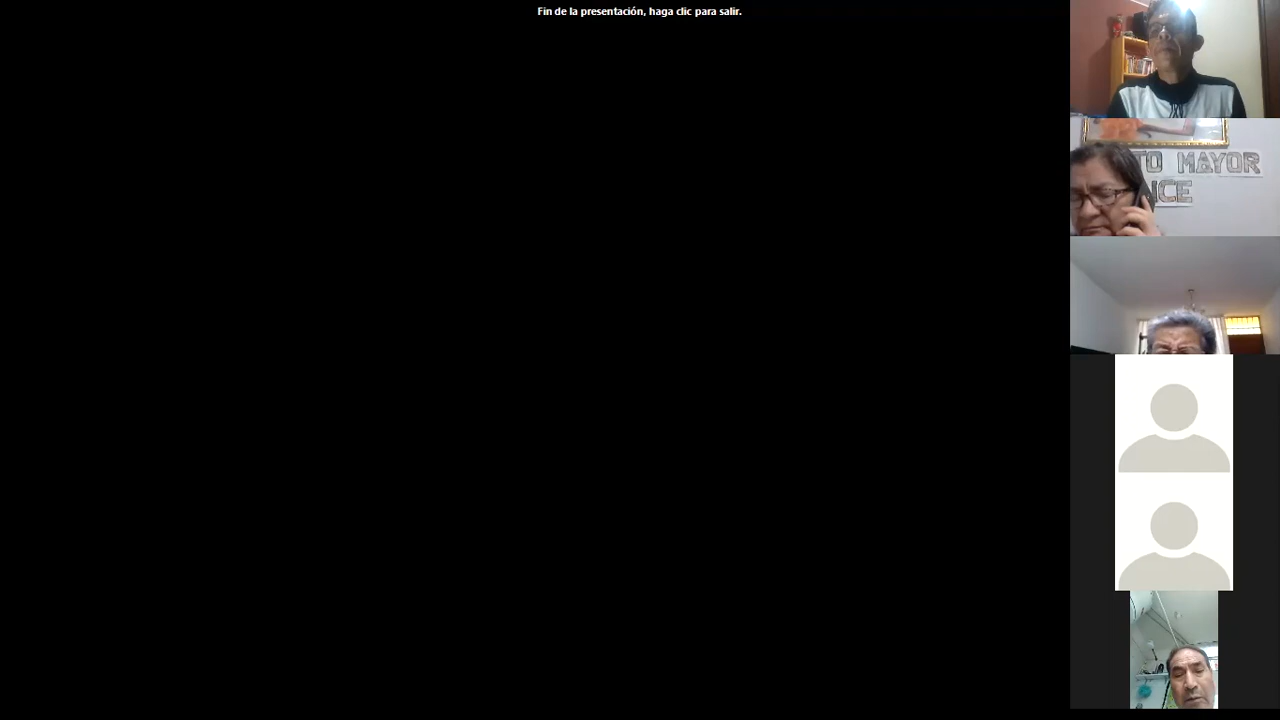 Fin de la presentación, haga clic para salir.
TO MAYOR
NCE